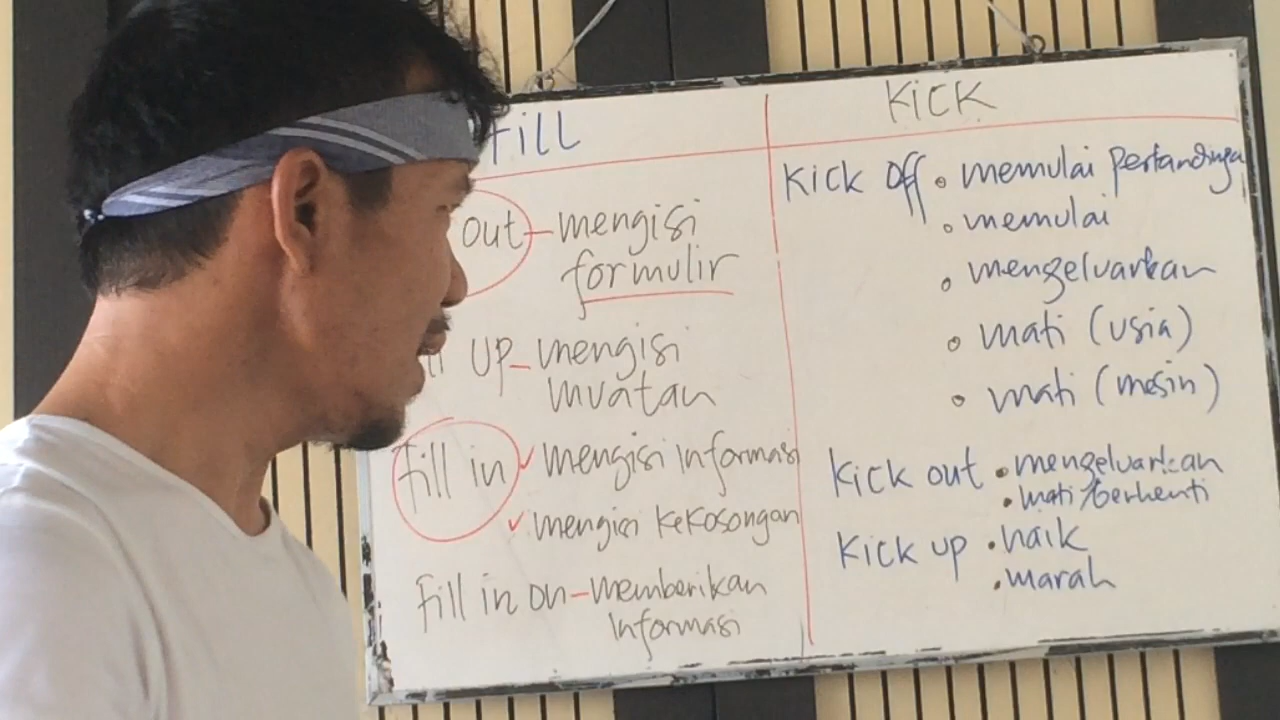 Fill
out – mengisi
formulir
up – mengisi
muatan
fill in ✓ mengisi informasi
✓ mengisi kekosongan
Fill in on – memberikan
informasi
KICK
Kick off • memulai pertandinga
• memulai
• mengeluarkan
• mati (usia)
• mati (mesin)
Kick out • mengeluarkan
• mati/berhenti
Kick up • naik
• marah